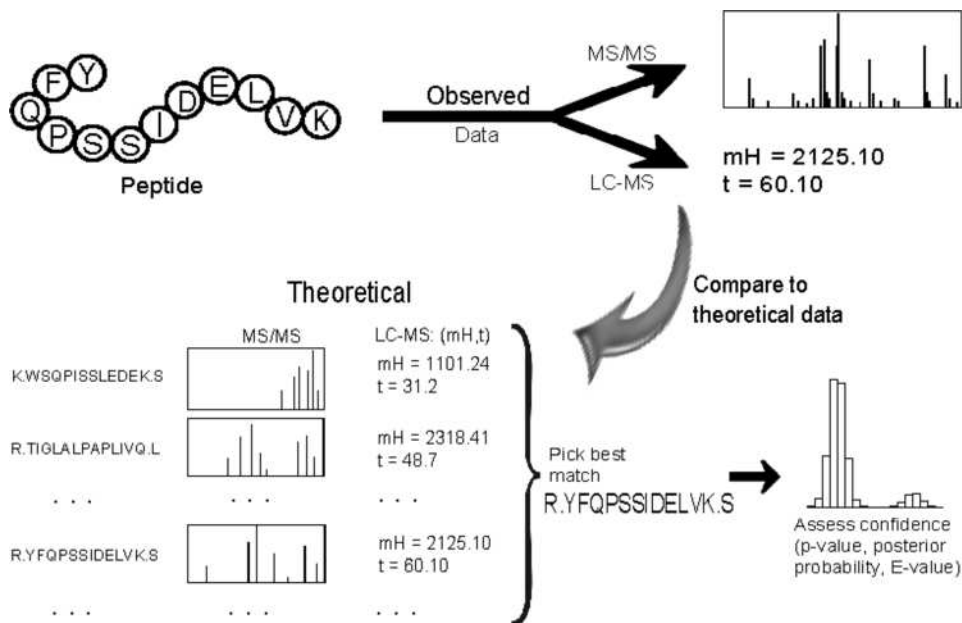 Y
F
Q
P
S
S
I
D
E
L
V
K
Peptide
Observed
Data
MS/MS
LC-MS
mH = 2125.10
t = 60.10
Compare to
theoretical data
Theoretical
MS/MS
LC-MS: (mH,t)
K.WSQPISSLEDEK.S
mH = 1101.24
t = 31.2
R.TIGLALPAPLIVQ.L
mH = 2318.41
t = 48.7
. . .
. . .
. . .
R.YFQPSSIDELVK.S
mH = 2125.10
t = 60.10
. . .
. . .
. . .
Pick best
match
R.YFQPSSIDELVK.S
Assess confidence
(p-value, posterior
probability, E-value)